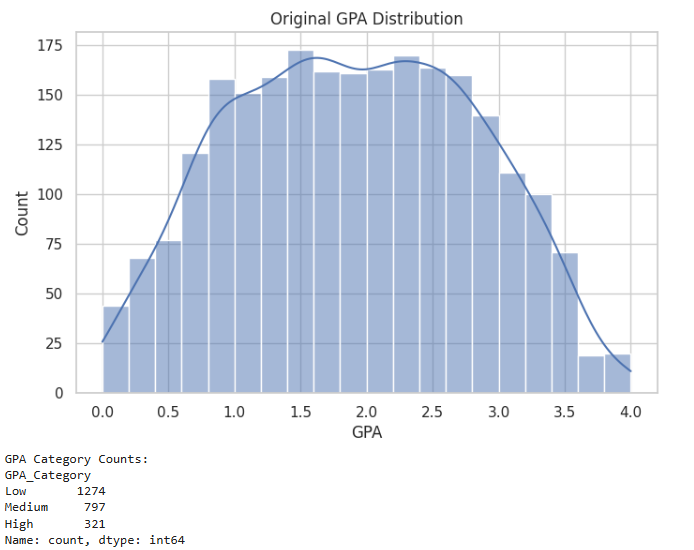 Original GPA Distribution
175
150
125
100
75
50
25
0
Count
0.0 0.5 1.0 1.5 2.0 2.5 3.0 3.5 4.0
GPA
GPA Category Counts:
GPA_Category
Low 1274
Medium 797
High 321
Name: count, dtype: int64